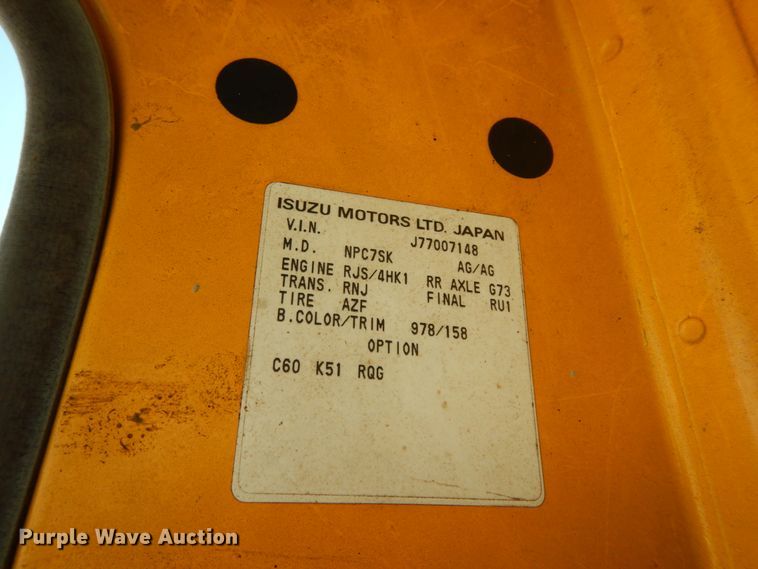 ISUZU MOTORS LTD. JAPAN
V.I.N. J77007148
M.D. NPC7SK AG/AG
ENGINE RJS/4HK1 RR AXLE G73
TRANS. RNJ FINAL RU1
TIRE AZF
B.COLOR/TRIM 978/158
OPTION
C60 K51 RQG
Purple Wave Auction®